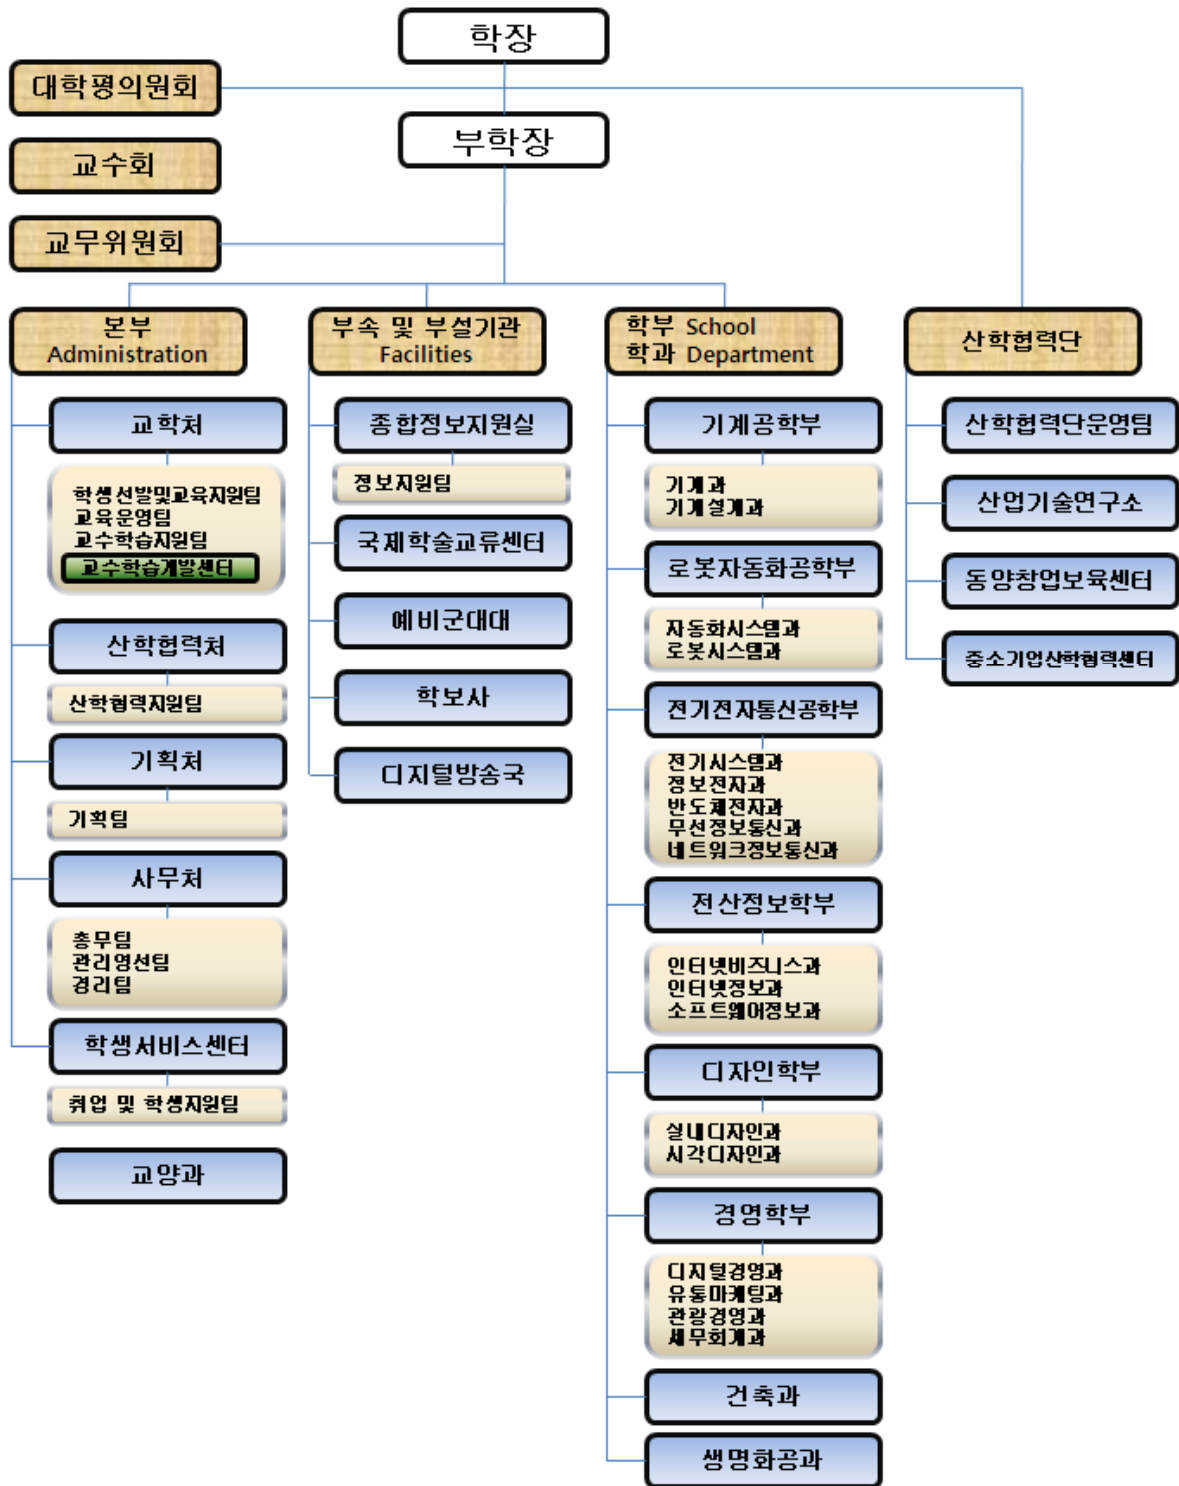 학장
대학평의원회
부학장
교수회
교무위원회
본부
Administration
교학처
학생선발및교육지원팀
교육운영팀
교수학습지원팀
교수학습개발센터
산학협력처
산학협력지원팀
기획처
기획팀
사무처
총무팀
관리영선팀
경리팀
학생서비스센터
취업 및 학생지원팀
교양과
부속 및 부설기관
Facilities
종합정보지원실
정보지원팀
국제학술교류센터
예비군대대
학보사
디지털방송국
학부 School
학과 Department
기계공학부
기계과
기계설계과
로봇자동화공학부
자동화시스템과
로봇시스템과
전기전자통신공학부
전기시스템과
정보전자과
반도체전자과
무선정보통신과
네트워크정보통신과
전산정보학부
인터넷비즈니스과
인터넷정보과
소프트웨어정보과
디자인학부
실내디자인과
시각디자인과
경영학부
디지털경영과
유통마케팅과
관광경영과
세무회계과
건축과
생명화공과
산학협력단
산학협력단운영팀
산업기술연구소
동양창업보육센터
중소기업산학협력센터